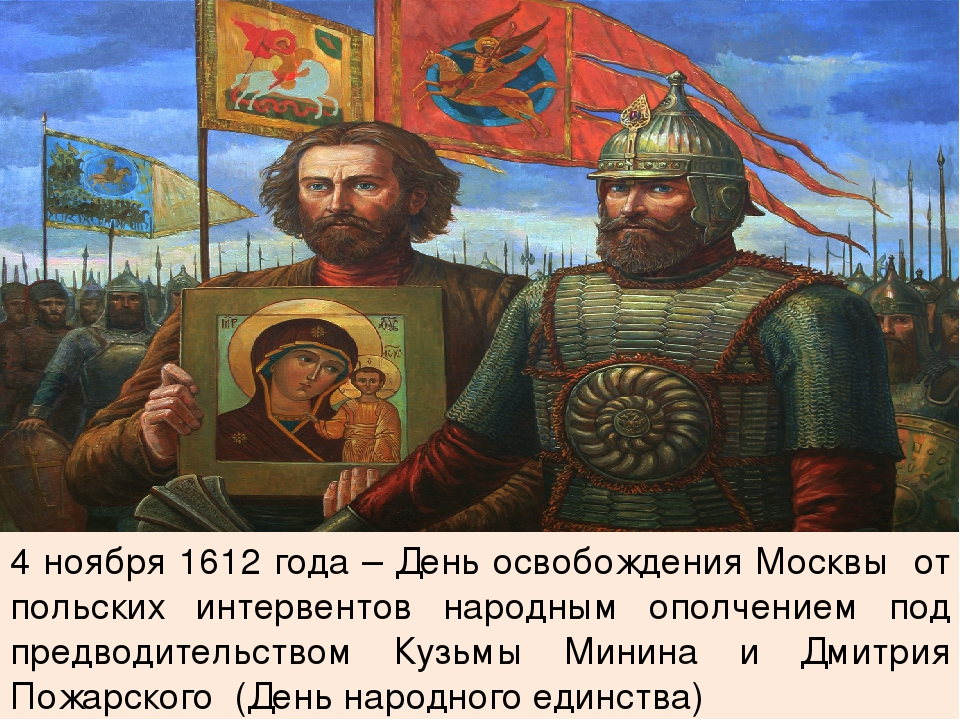 4 ноября 1612 года – День освобождения Москвы от
польских интервентов народным ополчением под
предводительством Кузьмы Минина и Дмитрия
Пожарского (День народного единства)